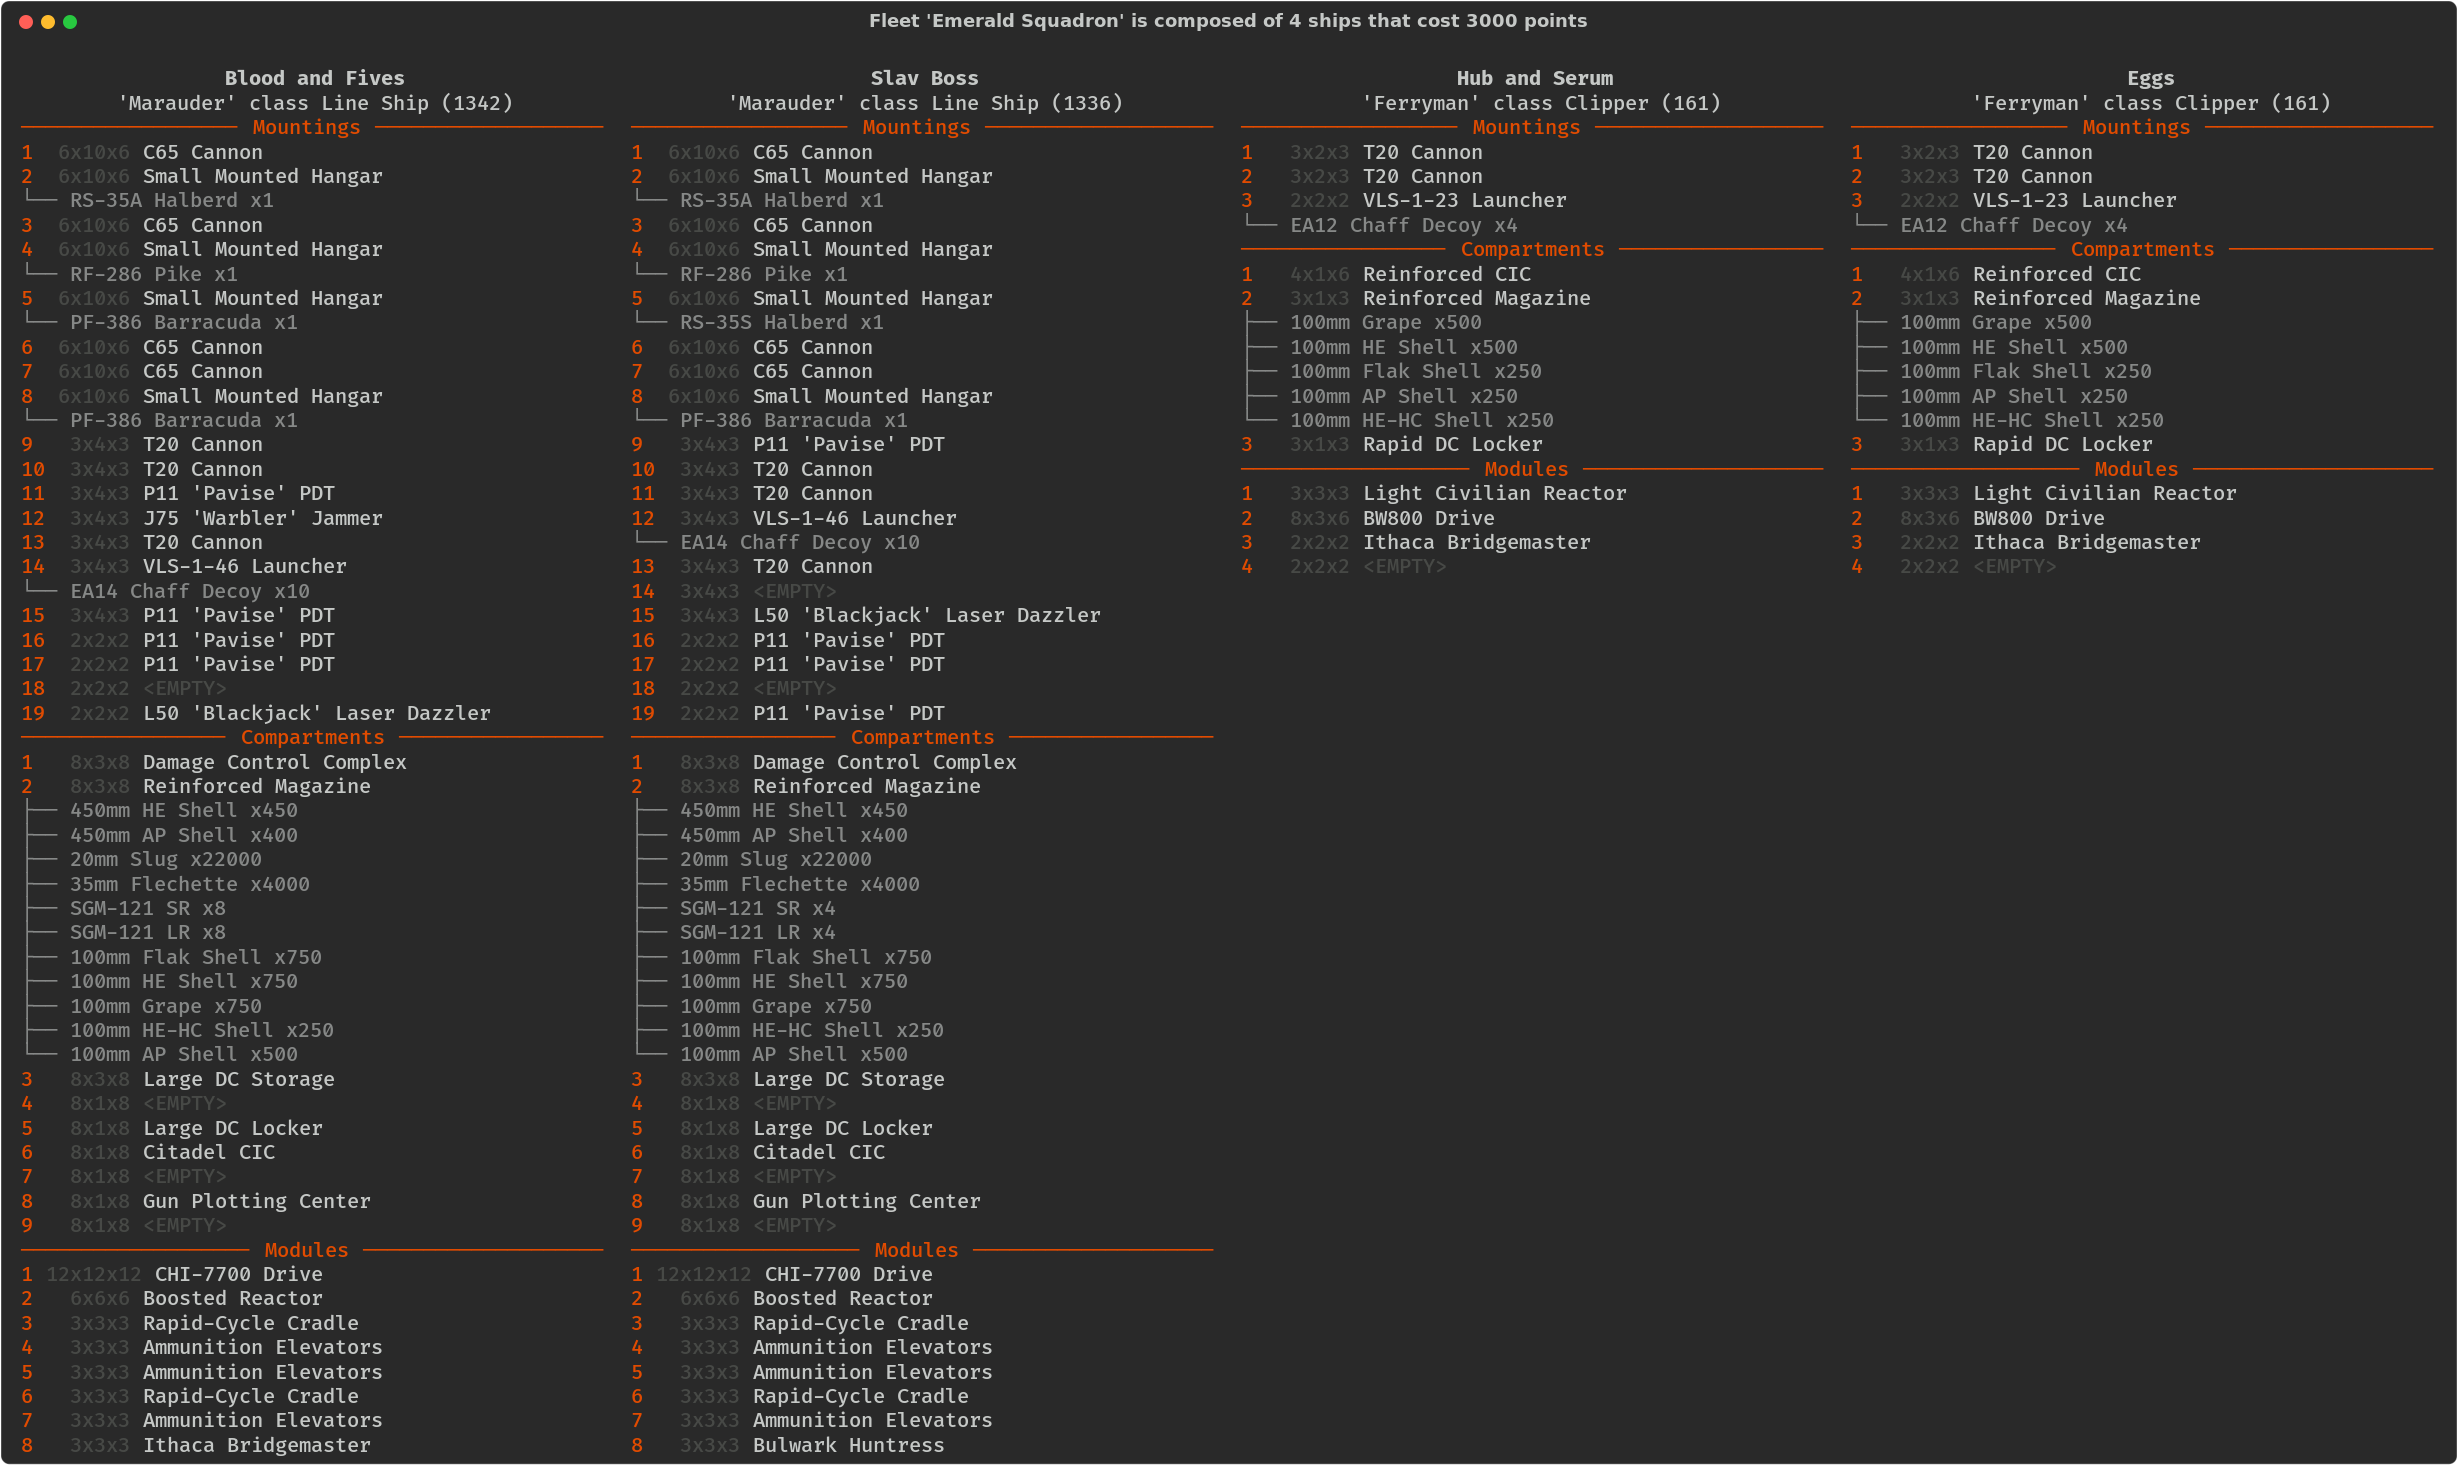 Fleet 'Emerald Squadron' is composed of 4 ships that cost 3000 points
Blood and Fives
'Marauder' class Line Ship (1342)
Mountings
1 6x10x6 C65 Cannon
2 6x10x6 Small Mounted Hangar
RS-35A Halberd x1
3 6x10x6 C65 Cannon
4 6x10x6 Small Mounted Hangar
RF-286 Pike x1
5 6x10x6 Small Mounted Hangar
PF-386 Barracuda x1
6 6x10x6 C65 Cannon
7 6x10x6 C65 Cannon
8 6x10x6 Small Mounted Hangar
PF-386 Barracuda x1
9 3x4x3 T20 Cannon
10 3x4x3 T20 Cannon
11 3x4x3 P11 'Pavise' PDT
12 3x4x3 J75 'Warbler' Jammer
13 3x4x3 T20 Cannon
14 3x4x3 VLS-1-46 Launcher
EA14 Chaff Decoy x10
15 3x4x3 P11 'Pavise' PDT
16 2x2x2 P11 'Pavise' PDT
17 2x2x2 P11 'Pavise' PDT
18 2x2x2 <EMPTY>
19 2x2x2 L50 'Blackjack' Laser Dazzler
Compartments
1 8x3x8 Damage Control Complex
2 8x3x8 Reinforced Magazine
450mm HE Shell x450
450mm AP Shell x400
20mm Slug x22000
35mm Flechette x4000
SGM-121 SR x8
SGM-121 LR x8
100mm Flak Shell x750
100mm HE Shell x750
100mm Grape x750
100mm HE-HC Shell x250
100mm AP Shell x500
3 8x3x8 Large DC Storage
4 8x1x8 <EMPTY>
5 8x1x8 Large DC Locker
6 8x1x8 Citadel CIC
7 8x1x8 <EMPTY>
8 8x1x8 Gun Plotting Center
9 8x1x8 <EMPTY>
Modules
1 12x12x12 CHI-7700 Drive
2 6x6x6 Boosted Reactor
3 3x3x3 Rapid-Cycle Cradle
4 3x3x3 Ammunition Elevators
5 3x3x3 Ammunition Elevators
6 3x3x3 Rapid-Cycle Cradle
7 3x3x3 Ammunition Elevators
8 3x3x3 Ithaca Bridgemaster
Slav Boss
'Marauder' class Line Ship (1336)
Mountings
1 6x10x6 C65 Cannon
2 6x10x6 Small Mounted Hangar
RS-35A Halberd x1
3 6x10x6 C65 Cannon
4 6x10x6 Small Mounted Hangar
RF-286 Pike x1
5 6x10x6 Small Mounted Hangar
RS-35S Halberd x1
6 6x10x6 C65 Cannon
7 6x10x6 C65 Cannon
8 6x10x6 Small Mounted Hangar
PF-386 Barracuda x1
9 3x4x3 P11 'Pavise' PDT
10 3x4x3 T20 Cannon
11 3x4x3 T20 Cannon
12 3x4x3 VLS-1-46 Launcher
EA14 Chaff Decoy x10
13 3x4x3 T20 Cannon
14 3x4x3 <EMPTY>
15 3x4x3 L50 'Blackjack' Laser Dazzler
16 2x2x2 P11 'Pavise' PDT
17 2x2x2 P11 'Pavise' PDT
18 2x2x2 <EMPTY>
19 2x2x2 P11 'Pavise' PDT
Compartments
1 8x3x8 Damage Control Complex
2 8x3x8 Reinforced Magazine
450mm HE Shell x450
450mm AP Shell x400
20mm Slug x22000
35mm Flechette x4000
SGM-121 SR x4
SGM-121 LR x4
100mm Flak Shell x750
100mm HE Shell x750
100mm Grape x750
100mm HE-HC Shell x250
100mm AP Shell x500
3 8x3x8 Large DC Storage
4 8x1x8 <EMPTY>
5 8x1x8 Large DC Locker
6 8x1x8 Citadel CIC
7 8x1x8 <EMPTY>
8 8x1x8 Gun Plotting Center
9 8x1x8 <EMPTY>
Modules
1 12x12x12 CHI-7700 Drive
2 6x6x6 Boosted Reactor
3 3x3x3 Rapid-Cycle Cradle
4 3x3x3 Ammunition Elevators
5 3x3x3 Ammunition Elevators
6 3x3x3 Rapid-Cycle Cradle
7 3x3x3 Ammunition Elevators
8 3x3x3 Bulwark Huntress
Hub and Serum
'Ferryman' class Clipper (161)
Mountings
1 3x2x3 T20 Cannon
2 3x2x3 T20 Cannon
3 2x2x2 VLS-1-23 Launcher
EA12 Chaff Decoy x4
Compartments
1 4x1x6 Reinforced CIC
2 3x1x3 Reinforced Magazine
100mm Grape x500
100mm HE Shell x500
100mm Flak Shell x250
100mm AP Shell x250
100mm HE-HC Shell x250
3 3x1x3 Rapid DC Locker
Modules
1 3x3x3 Light Civilian Reactor
2 8x3x6 BW800 Drive
3 2x2x2 Ithaca Bridgemaster
4 2x2x2 <EMPTY>
Eggs
'Ferryman' class Clipper (161)
Mountings
1 3x2x3 T20 Cannon
2 3x2x3 T20 Cannon
3 2x2x2 VLS-1-23 Launcher
EA12 Chaff Decoy x4
Compartments
1 4x1x6 Reinforced CIC
2 3x1x3 Reinforced Magazine
100mm Grape x500
100mm HE Shell x500
100mm Flak Shell x250
100mm AP Shell x250
100mm HE-HC Shell x250
3 3x1x3 Rapid DC Locker
Modules
1 3x3x3 Light Civilian Reactor
2 8x3x6 BW800 Drive
3 2x2x2 Ithaca Bridgemaster
4 2x2x2 <EMPTY>